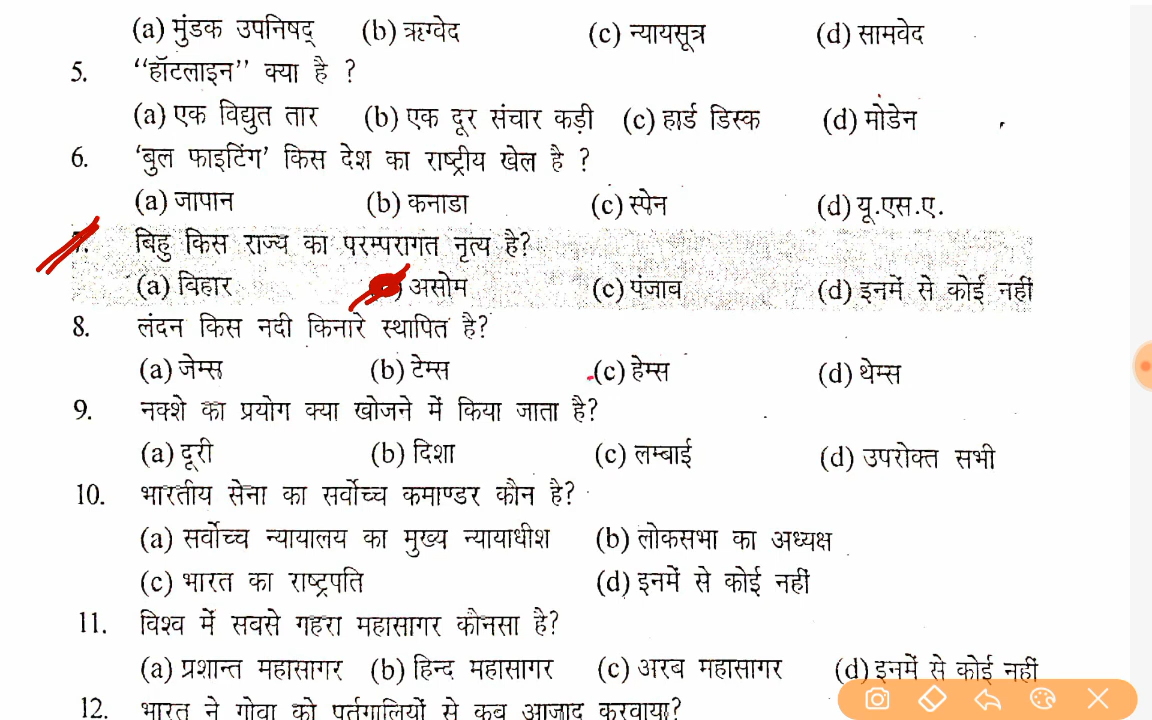 (a) मुंडक उपनिषद् (b) ऋग्वेद (c) न्यायसूत्र (d) सामवेद
5. “हॉटलाइन” क्या है ?
(a) एक विद्युत तार (b) एक दूर संचार कड़ी (c) हार्ड डिस्क (d) मोडेन
6. ‘बुल फाइटिंग’ किस देश का राष्ट्रीय खेल है ?
(a) जापान (b) कनाडा (c) स्पेन (d) यू.एस.ए.
बिहु किस राज्य का परम्परागत नृत्य है?
(a) विहार ) असोम (c) पंजाब (d) इनमें से कोई नहीं
8. लंदन किस नदी किनारे स्थापित है?
(a) जेम्स (b) टेम्स (c) हेम्स (d) थेम्स
9. नक्शे का प्रयोग क्या खोजने में किया जाता है?
(a) दूरी (b) दिशा (c) लम्बाई (d) उपरोक्त सभी
10. भारतीय सेना का सर्वोच्च कमाण्डर कौन है?
(a) सर्वोच्च न्यायालय का मुख्य न्यायाधीश (b) लोकसभा का अध्यक्ष
(c) भारत का राष्ट्रपति (d) इनमें से कोई नहीं
11. विश्व में सबसे गहरा महासागर कौनसा है?
(a) प्रशान्त महासागर (b) हिन्द महासागर (c) अरब महासागर (d) इनमें से कोई नहीं
12. भारत ने गोवा को पुर्तगालियों से कब आजाद करवाया?